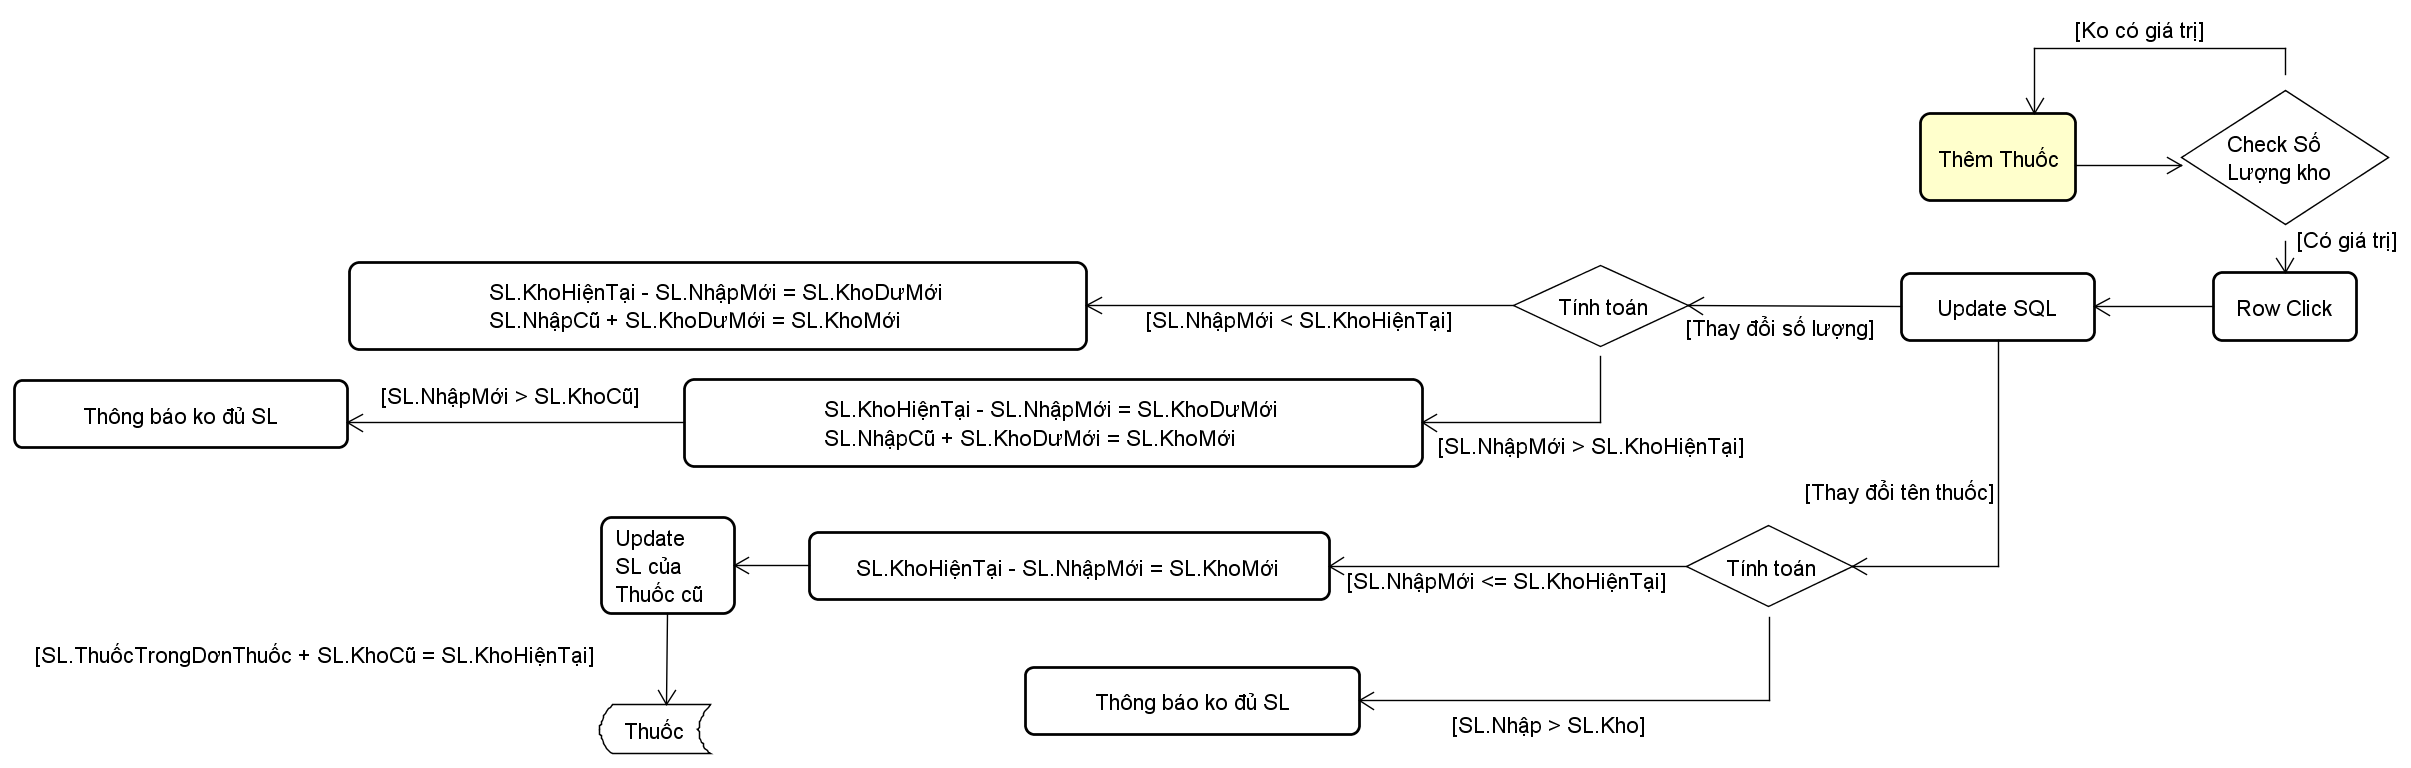 [Ko có giá trị]
Thêm Thuốc
Check Số
Lượng kho
[Có giá trị]
Row Click
Update SQL
[Thay đổi số lượng]
Tính toán
[SL.NhậpMới < SL.KhoHiệnTại]
SL.KhoHiệnTại - SL.NhậpMới = SL.KhoDưMới
SL.NhậpCũ + SL.KhoDưMới = SL.KhoMới
[SL.NhậpMới > SL.KhoHiệnTại]
SL.KhoHiệnTại - SL.NhậpMới = SL.KhoDưMới
SL.NhậpCũ + SL.KhoDưMới = SL.KhoMới
[SL.NhậpMới > SL.KhoCũ]
Thông báo ko đủ SL
[Thay đổi tên thuốc]
Tính toán
[SL.NhậpMới <= SL.KhoHiệnTại]
SL.KhoHiệnTại - SL.NhậpMới = SL.KhoMới
Update
SL của
Thuốc cũ
[SL.ThuốcTrongDơnThuốc + SL.KhoCũ = SL.KhoHiệnTại]
Thuốc
[SL.Nhập > SL.Kho]
Thông báo ko đủ SL